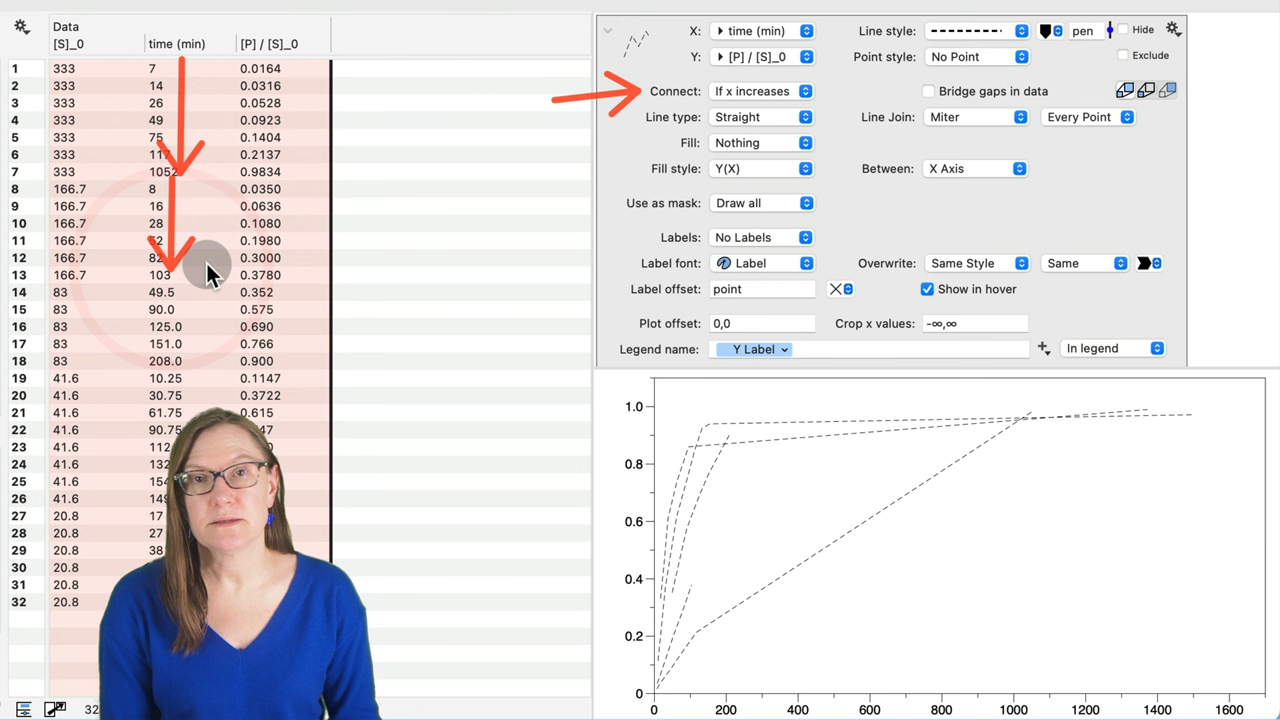 Data
[S]_0 time (min) [P] / [S]_0
1 333 7 0.0164
2 333 14 0.0316
3 333 26 0.0528
4 333 49 0.0923
5 333 75 0.1404
6 333 117 0.2137
7 333 1052 0.9834
8 166.7 8 0.0350
9 166.7 16 0.0636
10 166.7 28 0.1080
11 166.7 52 0.1980
12 166.7 82 0.3000
13 166.7 103 0.3780
14 83 49.5 0.352
15 83 90.0 0.575
16 83 125.0 0.690
17 83 151.0 0.766
18 83 208.0 0.900
19 41.6 10.25 0.1147
20 41.6 30.75 0.3722
21 41.6 61.75 0.615
22 41.6 90.75
23 41.6 112
24 41.6 132
25 41.6 154
26 41.6 149
27 20.8 17
28 20.8 27
29 20.8 38
30 20.8
31 20.8
32 20.8
32
X: time (min) Line style: pen Hide
Y: [P] / [S]_0 Point style: No Point Exclude
Connect: If x increases Bridge gaps in data
Line type: Straight Line Join: Miter Every Point
Fill: Nothing
Fill style: Y(X) Between: X Axis
Use as mask: Draw all
Labels: No Labels
Label font: Label Overwrite: Same Style Same
Label offset: point Show in hover
Plot offset: 0,0 Crop x values: -∞,∞
Legend name: Y Label In legend
1.0
0.8
0.6
0.4
0.2
0
0 200 400 600 800 1000 1200 1400 1600